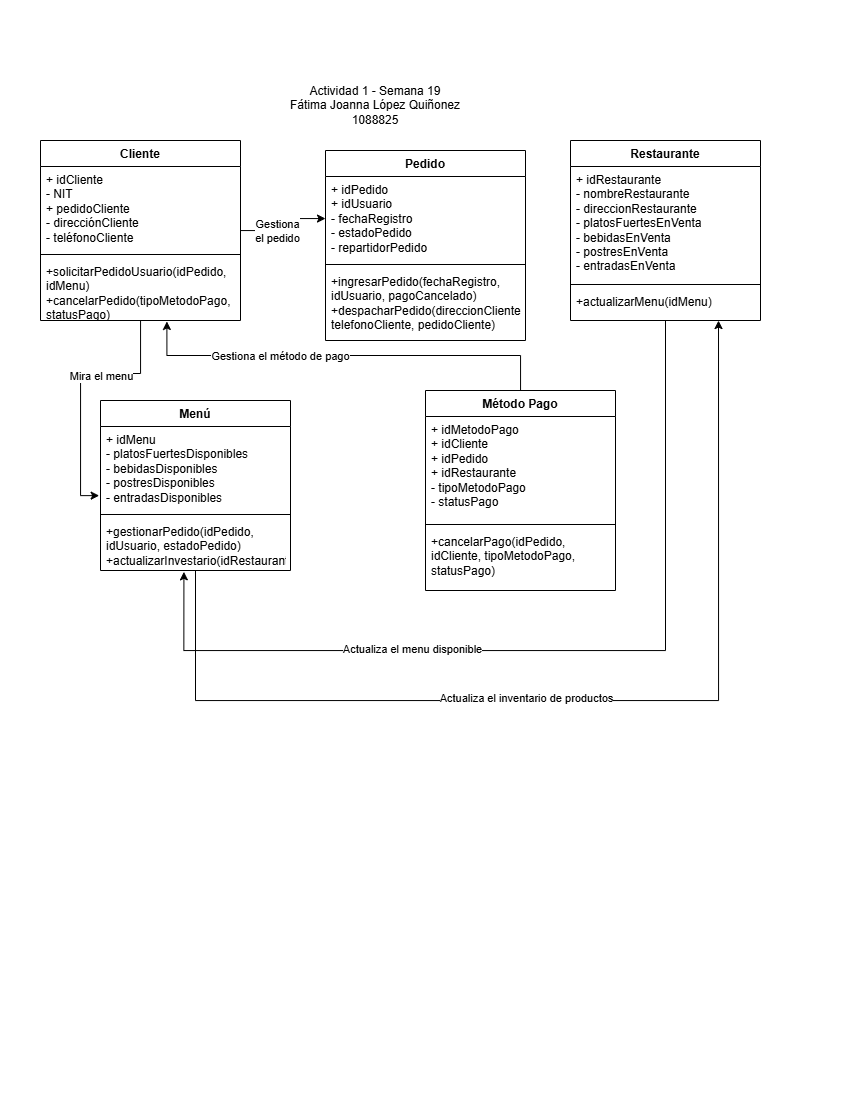 Actividad 1 - Semana 19
Fátima Joanna López Quiñonez
1088825
Cliente
+ idCliente
- NIT
+ pedidoCliente
- direcciónCliente
- teléfonoCliente
+solicitarPedidoUsuario(idPedido,
idMenu)
+cancelarPedido(tipoMetodoPago,
statusPago)
Gestiona
el pedido
Pedido
+ idPedido
+ idUsuario
- fechaRegistro
- estadoPedido
- repartidorPedido
+ingresarPedido(fechaRegistro,
idUsuario, pagoCancelado)
+despacharPedido(direccionCliente
telefonoCliente, pedidoCliente)
Restaurante
+ idRestaurante
- nombreRestaurante
- direccionRestaurante
- platosFuertesEnVenta
- bebidasEnVenta
- postresEnVenta
- entradasEnVenta
+actualizarMenu(idMenu)
Gestiona el método de pago
Mira el menu
Menú
+ idMenu
- platosFuertesDisponibles
- bebidasDisponibles
- postresDisponibles
- entradasDisponibles
+gestionarPedido(idPedido,
idUsuario, estadoPedido)
+actualizarInvestario(idRestauran
Método Pago
+ idMetodoPago
+ idCliente
+ idPedido
+ idRestaurante
- tipoMetodoPago
- statusPago
+cancelarPago(idPedido,
idCliente, tipoMetodoPago,
statusPago)
Actualiza el menu disponible
Actualiza el inventario de productos